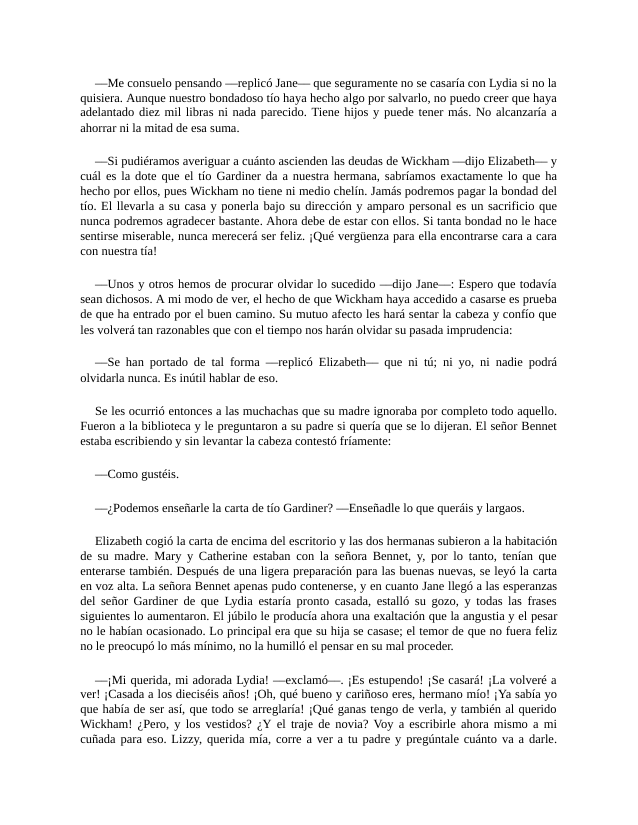 —Me consuelo pensando —replicó Jane— que seguramente no se casaría con Lydia si no la
quisiera. Aunque nuestro bondadoso tío haya hecho algo por salvarlo, no puedo creer que haya
adelantado diez mil libras ni nada parecido. Tiene hijos y puede tener más. No alcanzaría a
ahorrar ni la mitad de esa suma.
—Si pudiéramos averiguar a cuánto ascienden las deudas de Wickham —dijo Elizabeth— y
cuál es la dote que el tío Gardiner da a nuestra hermana, sabríamos exactamente lo que ha
hecho por ellos, pues Wickham no tiene ni medio chelín. Jamás podremos pagar la bondad del
tío. El llevarla a su casa y ponerla bajo su dirección y amparo personal es un sacrificio que
nunca podremos agradecer bastante. Ahora debe de estar con ellos. Si tanta bondad no le hace
sentirse miserable, nunca merecerá ser feliz. ¡Qué vergüenza para ella encontrarse cara a cara
con nuestra tía!
—Unos y otros hemos de procurar olvidar lo sucedido —dijo Jane—: Espero que todavía
sean dichosos. A mi modo de ver, el hecho de que Wickham haya accedido a casarse es prueba
de que ha entrado por el buen camino. Su mutuo afecto les hará sentar la cabeza y confío que
les volverá tan razonables que con el tiempo nos harán olvidar su pasada imprudencia:
—Se han portado de tal forma —replicó Elizabeth— que ni tú; ni yo, ni nadie podrá
olvidarla nunca. Es inútil hablar de eso.
Se les ocurrió entonces a las muchachas que su madre ignoraba por completo todo aquello.
Fueron a la biblioteca y le preguntaron a su padre si quería que se lo dijeran. El señor Bennet
estaba escribiendo y sin levantar la cabeza contestó fríamente:
—Como gustéis.
—¿Podemos enseñarle la carta de tío Gardiner? —Enseñadle lo que queráis y largaos.
Elizabeth cogió la carta de encima del escritorio y las dos hermanas subieron a la habitación
de su madre. Mary y Catherine estaban con la señora Bennet, y, por lo tanto, tenían que
enterarse también. Después de una ligera preparación para las buenas nuevas, se leyó la carta
en voz alta. La señora Bennet apenas pudo contenerse, y en cuanto Jane llegó a las esperanzas
del señor Gardiner de que Lydia estaría pronto casada, estalló su gozo, y todas las frases
siguientes lo aumentaron. El júbilo le producía ahora una exaltación que la angustia y el pesar
no le habían ocasionado. Lo principal era que su hija se casase; el temor de que no fuera feliz
no le preocupó lo más mínimo, no la humilló el pensar en su mal proceder.
—¡Mi querida, mi adorada Lydia! —exclamó—. ¡Es estupendo! ¡Se casará! ¡La volveré a
ver! ¡Casada a los dieciséis años! ¡Oh, qué bueno y cariñoso eres, hermano mío! ¡Ya sabía yo
que había de ser así, que todo se arreglaría! ¡Qué ganas tengo de verla, y también al querido
Wickham! ¿Pero, y los vestidos? ¿Y el traje de novia? Voy a escribirle ahora mismo a mi
cuñada para eso. Lizzy, querida mía, corre a ver a tu padre y pregúntale cuánto va a darle.